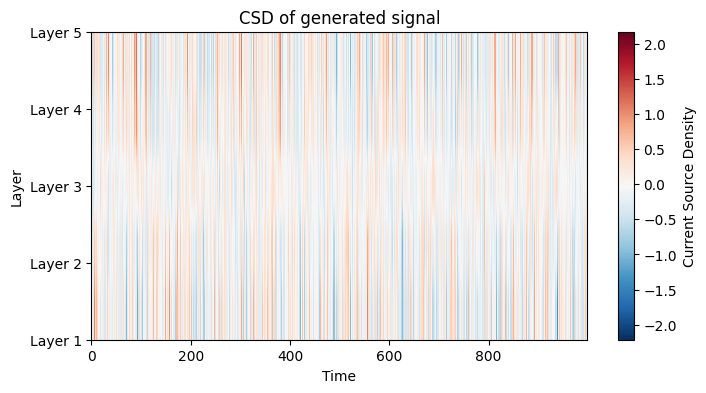 CSD of generated signal
Layer 5
Layer 4
Layer 3
Layer 2
Layer 1
Layer
0
200
400
600
800
Time
2.0
1.5
1.0
0.5
0.0
−0.5
−1.0
−1.5
−2.0
Current Source Density